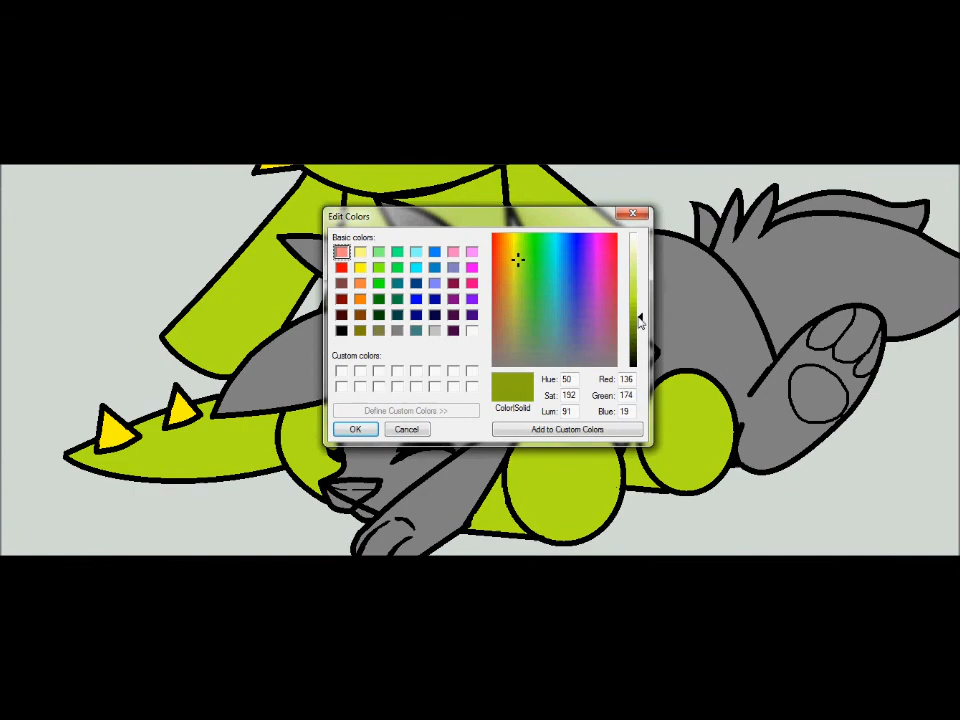 Edit Colors
Basic colors:
Custom colors:
Define Custom Colors >>
OK
Cancel
Color|Solid
Hue: 50
Sat: 192
Lum: 91
Red: 136
Green: 174
Blue: 19
Add to Custom Colors